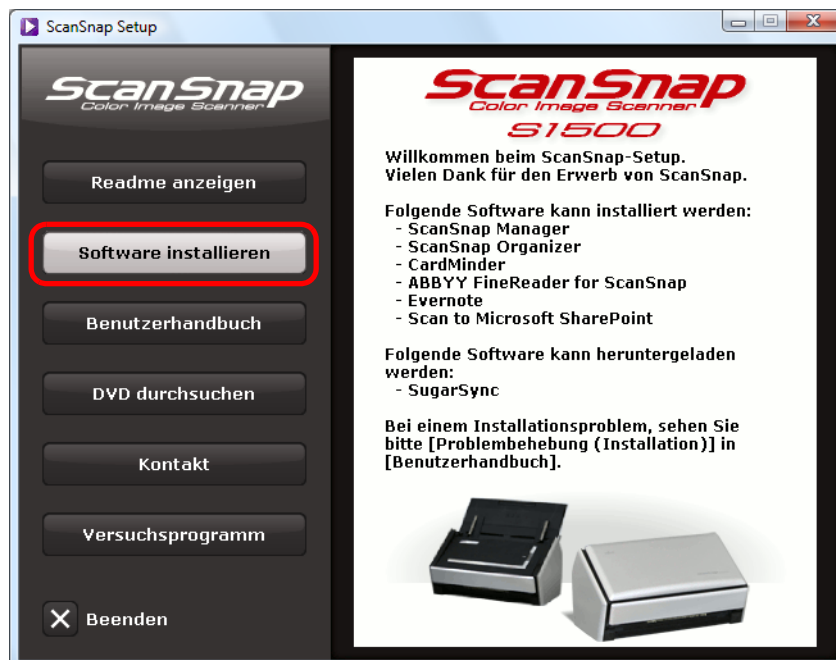 ScanSnap Setup
ScanSnap
Color Image Scanner
Readme anzeigen
Software installieren
Benutzerhandbuch
DVD durchsuchen
Kontakt
Versuchsprogramm
Beenden
ScanSnap
Color Image Scanner
S1500
Willkommen beim ScanSnap-Setup.
Vielen Dank für den Erwerb von ScanSnap.
Folgende Software kann installiert werden:
- ScanSnap Manager
- ScanSnap Organizer
- CardMinder
- ABBYY FineReader for ScanSnap
- Evernote
- Scan to Microsoft SharePoint
Folgende Software kann heruntergeladen
werden:
- SugarSync
Bei einem Installationsproblem, sehen Sie
bitte [Problembehebung (Installation)] in
[Benutzerhandbuch].